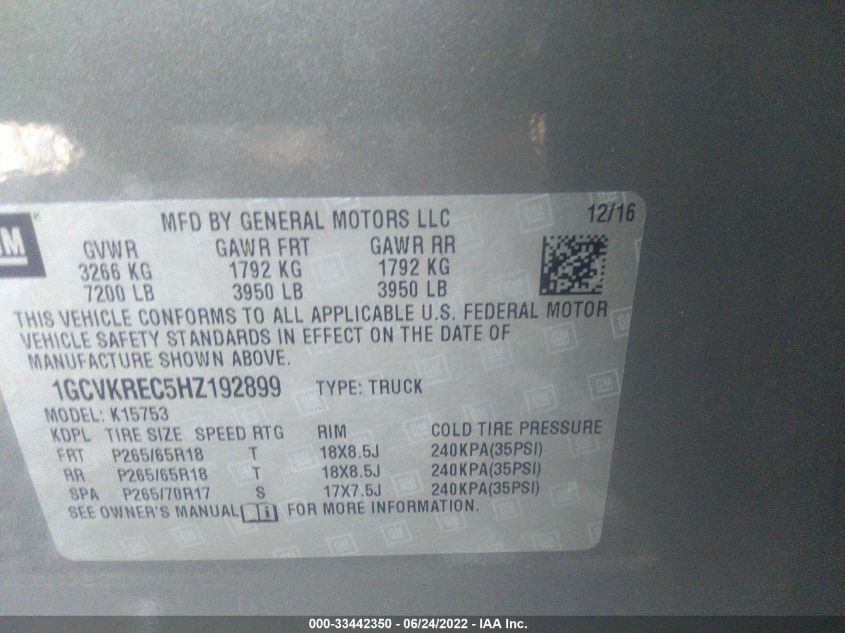 GM
MFD BY GENERAL MOTORS LLC 12/16
GVWR GAWR FRT GAWR RR
3266 KG 1792 KG 1792 KG
7200 LB 3950 LB 3950 LB
THIS VEHICLE CONFORMS TO ALL APPLICABLE U.S. FEDERAL MOTOR
VEHICLE SAFETY STANDARDS IN EFFECT ON THE DATE OF
MANUFACTURE SHOWN ABOVE.
1GCVKREC5HZ192899 TYPE: TRUCK
MODEL: K15753
KDPL TIRE SIZE SPEED RTG RIM COLD TIRE PRESSURE
FRT P265/65R18 T 18X8.5J 240KPA(35PSI)
RR P265/65R18 T 18X8.5J 240KPA(35PSI)
SPA P265/70R17 S 17X7.5J 240KPA(35PSI)
SEE OWNER'S MANUAL FOR MORE INFORMATION.
000-33442350 - 06/24/2022 - IAA Inc.